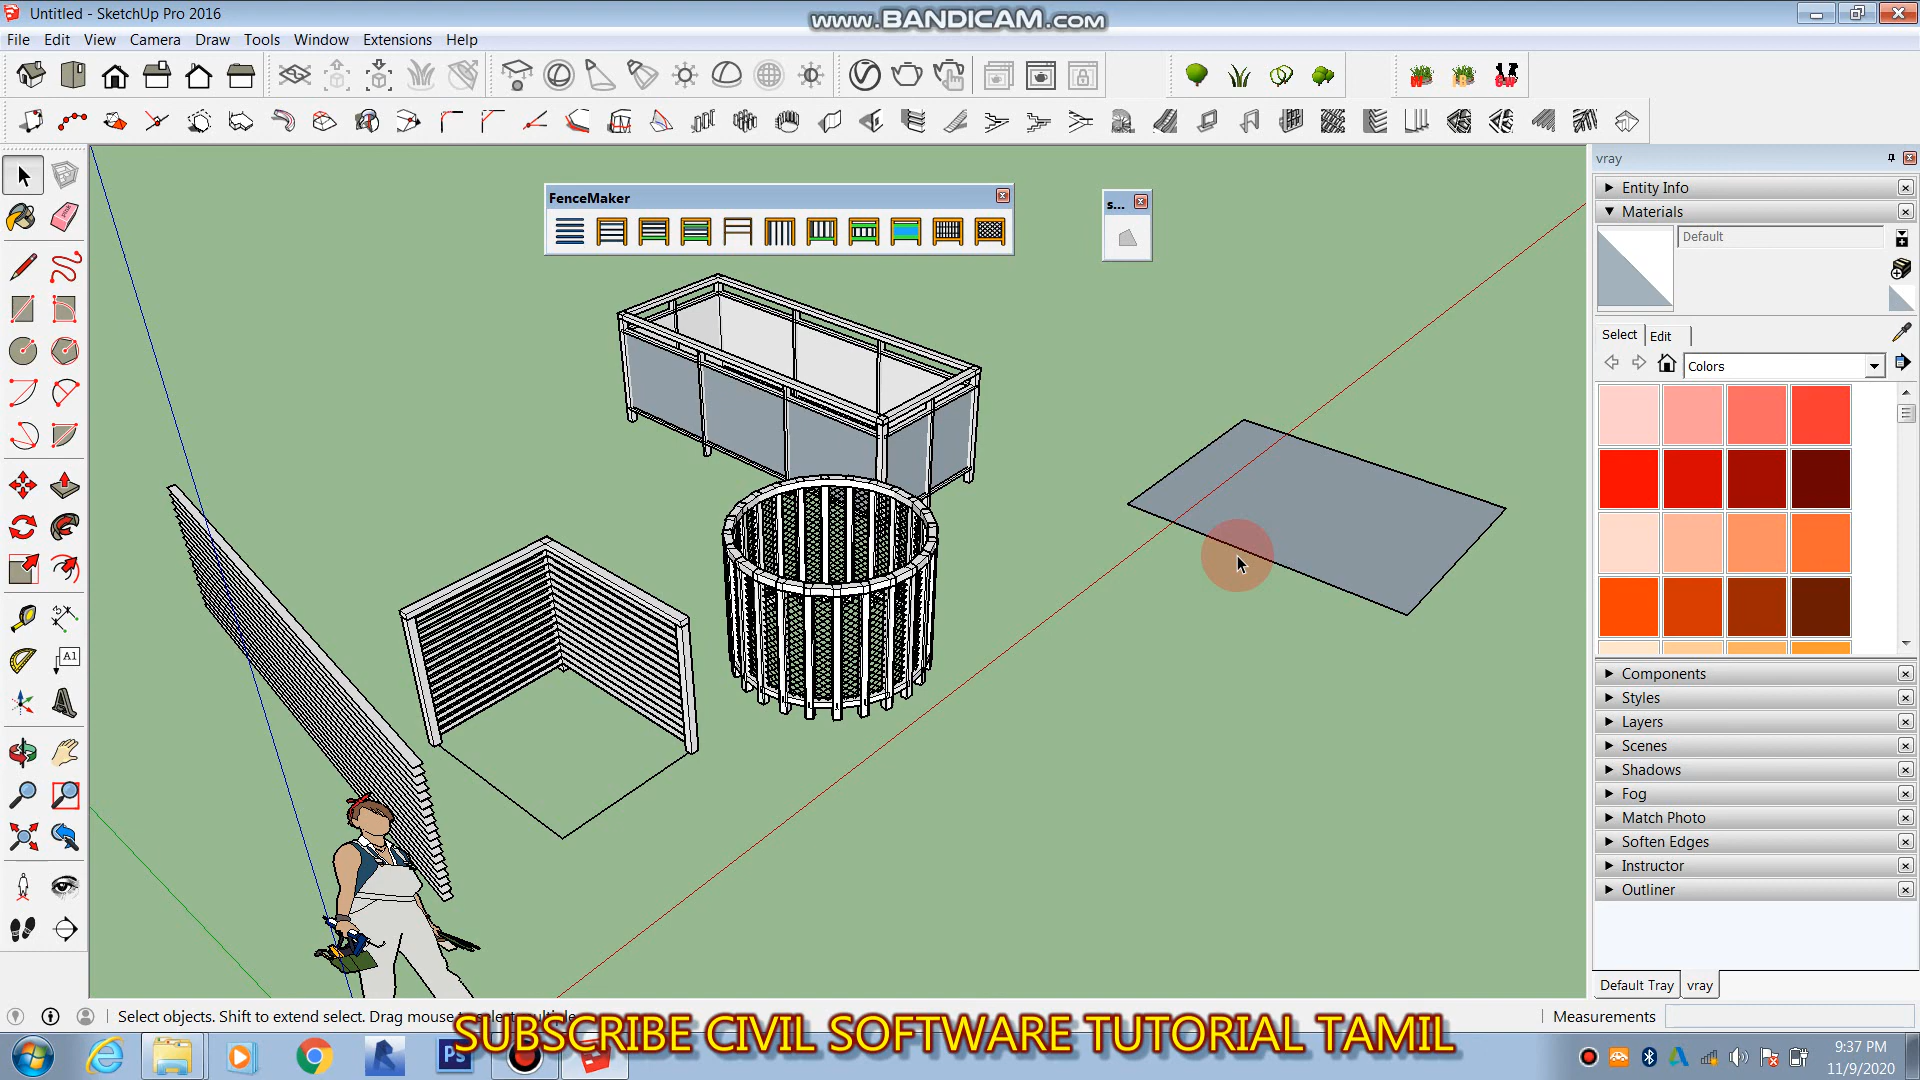 Untitled - SketchUp Pro 2016
www.BANDICAM.com
File Edit View Camera Draw Tools Window Extensions Help
FenceMaker
s...
vray
Entity Info
Materials
Default
Select Edit
Colors
A1
Components
Styles
Layers
Scenes
Shadows
Fog
Match Photo
Soften Edges
Instructor
Outliner
Default Tray vray
Select objects. Shift to extend select. Drag mouse
Measurements
SUBSCRIBE CIVIL SOFTWARE TUTORIAL TAMIL
Ps
9:37 PM
11/9/2020